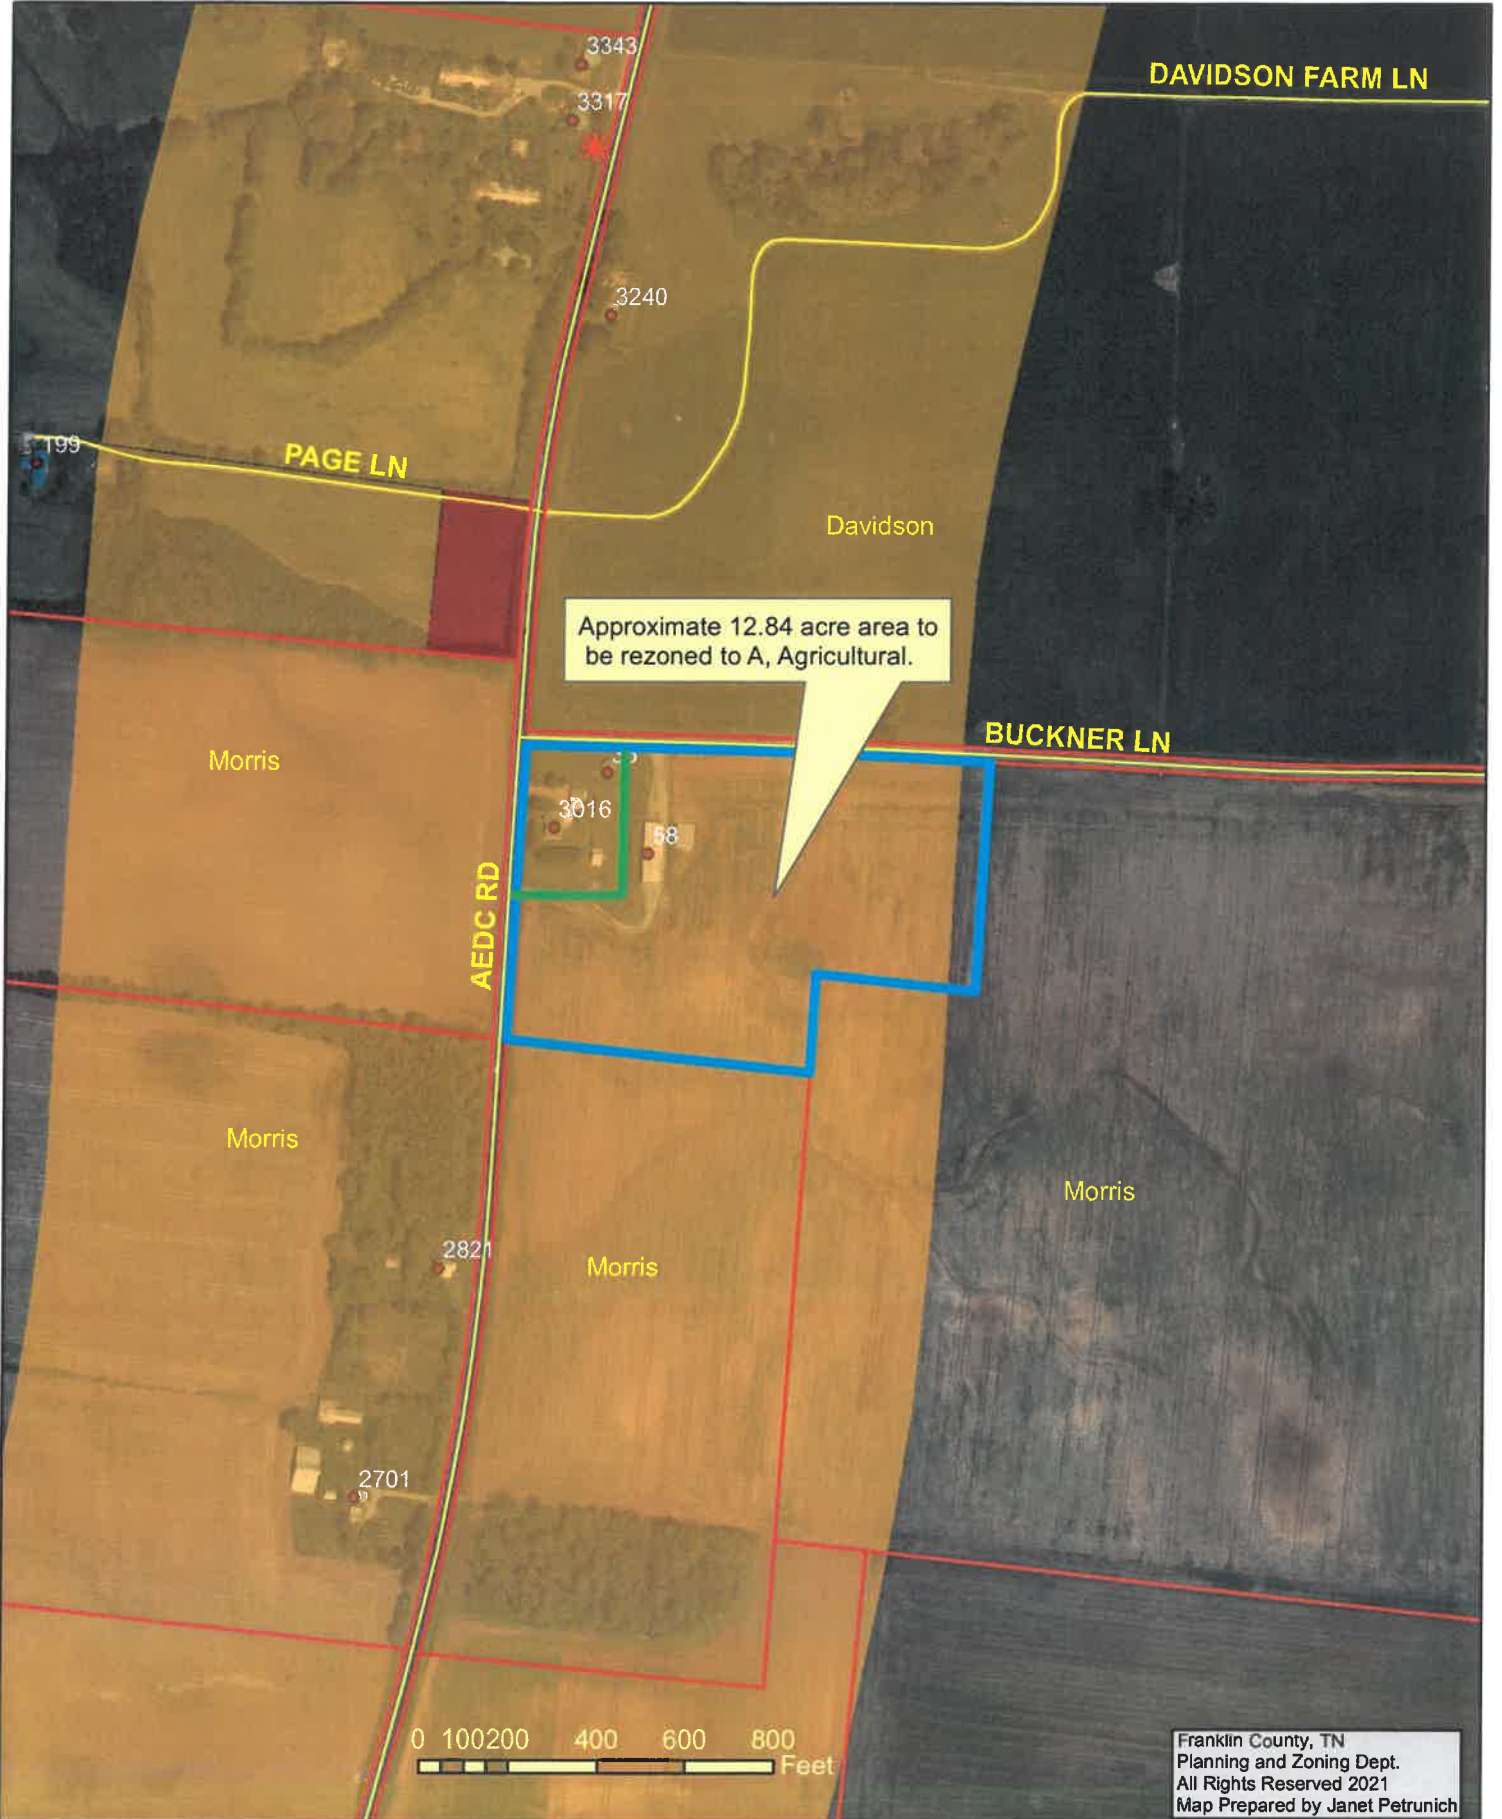 3343
DAVIDSON FARM LN
3317
3240
199
PAGE LN
Davidson
Approximate 12.84 acre area to
be rezoned to A, Agricultural.
BUCKNER LN
Morris
3016
58
AEDC RD
Morris
Morris
2821
Morris
2701
0 100200 400 600 800
Feet
Franklin County, TN
Planning and Zoning Dept.
All Rights Reserved 2021
Map Prepared by Janet Petrunich